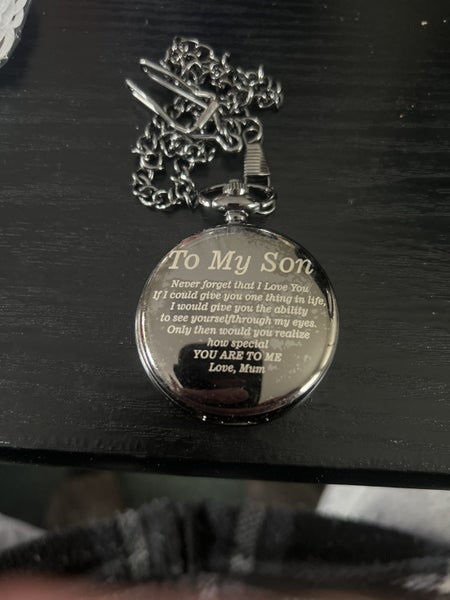 To My Son
Never forget that I Love You
If I could give you one thing in life,
I would give you the ability
to see yourselfthrough my eyes.
Only then would you realize
how special
YOU ARE TO ME
Love, Mum